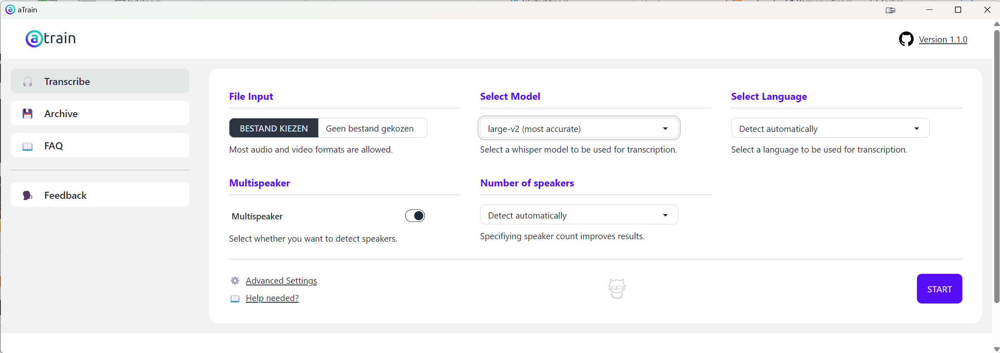 aTrain
atrain
Version 1.1.0
Transcribe
Archive
FAQ
Feedback
File Input
BESTAND KIEZEN Geen bestand gekozen
Most audio and video formats are allowed.
Select Model
large-v2 (most accurate)
Select a whisper model to be used for transcription.
Select Language
Detect automatically
Select a language to be used for transcription.
Multispeaker
Multispeaker
Select whether you want to detect speakers.
Number of speakers
Detect automatically
Specifiying speaker count improves results.
Advanced Settings
Help needed?
START